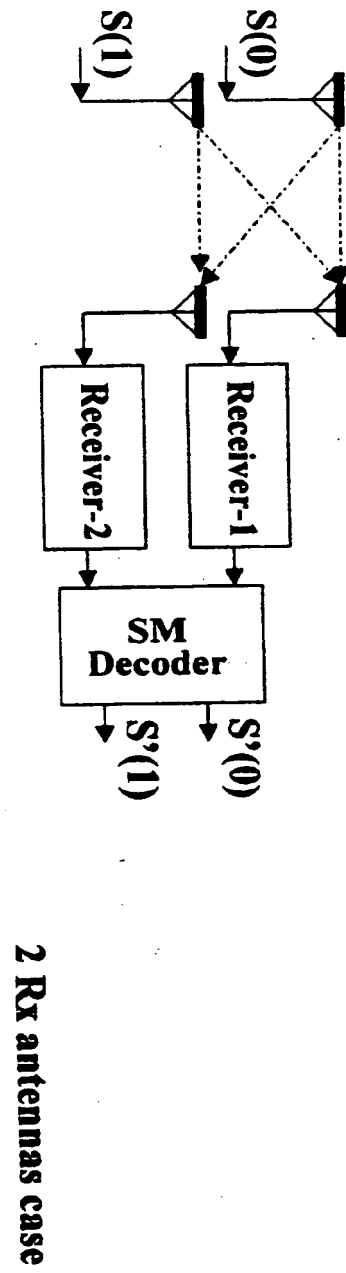 S(0)
S(1)
Receiver-1
Receiver-2
SM
Decoder
S'(0)
S'(1)
2 Rx antennas case